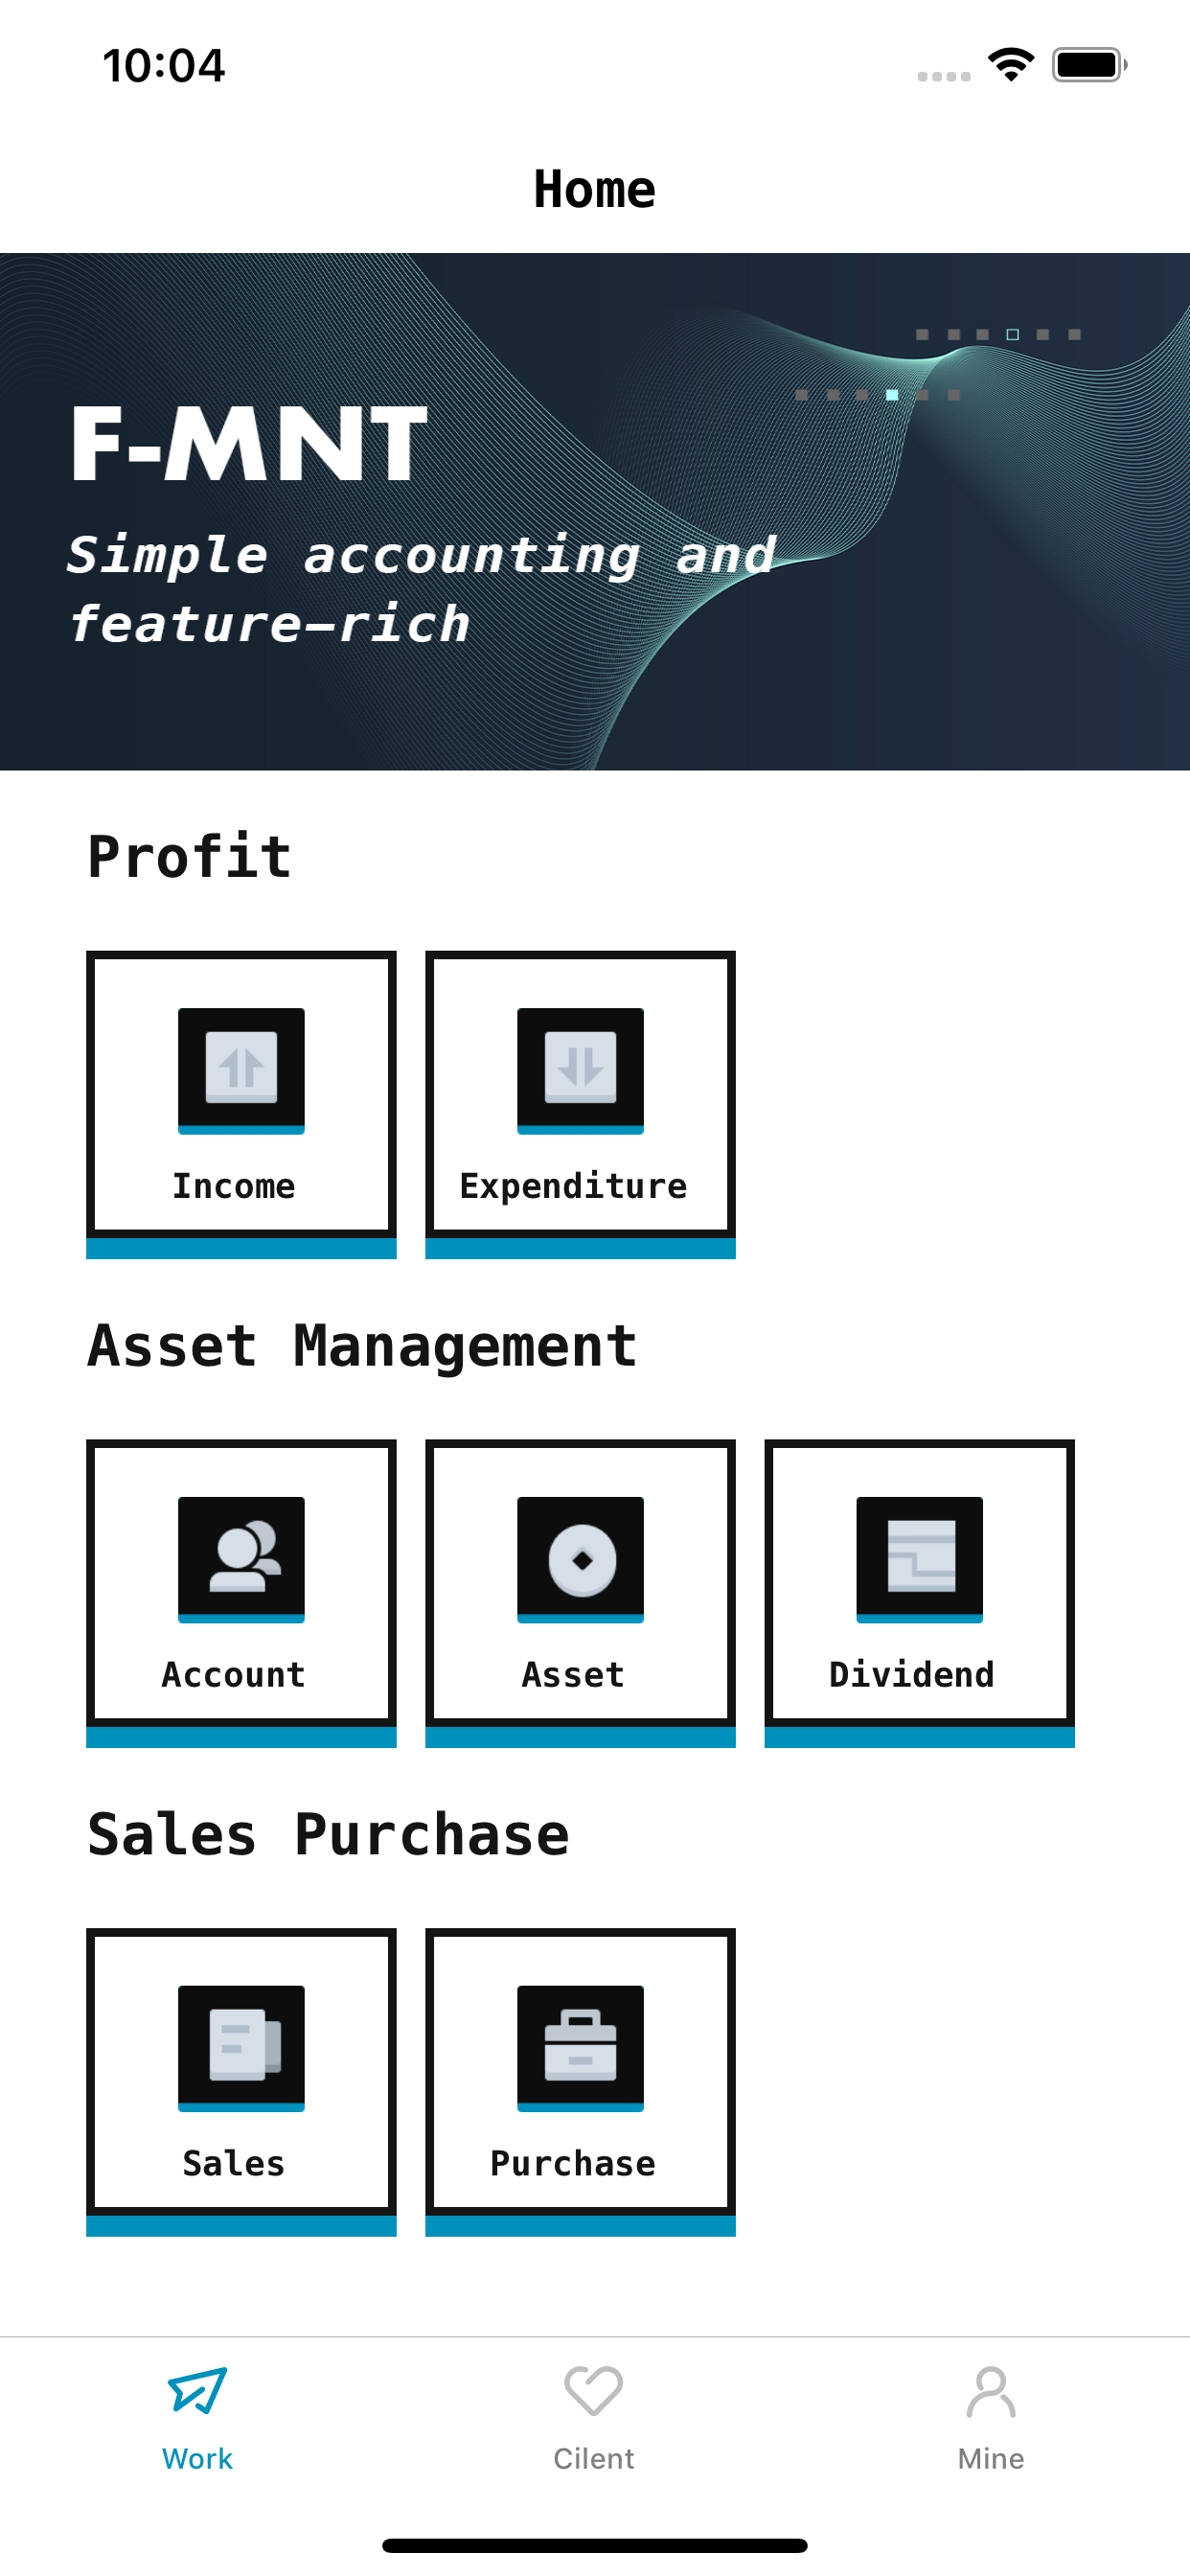 10:04
Home
F-MNT
Simple accounting and
feature-rich
Profit
Income
Expenditure
Asset Management
Account
Asset
Dividend
Sales Purchase
Sales
Purchase
Work
Cilent
Mine